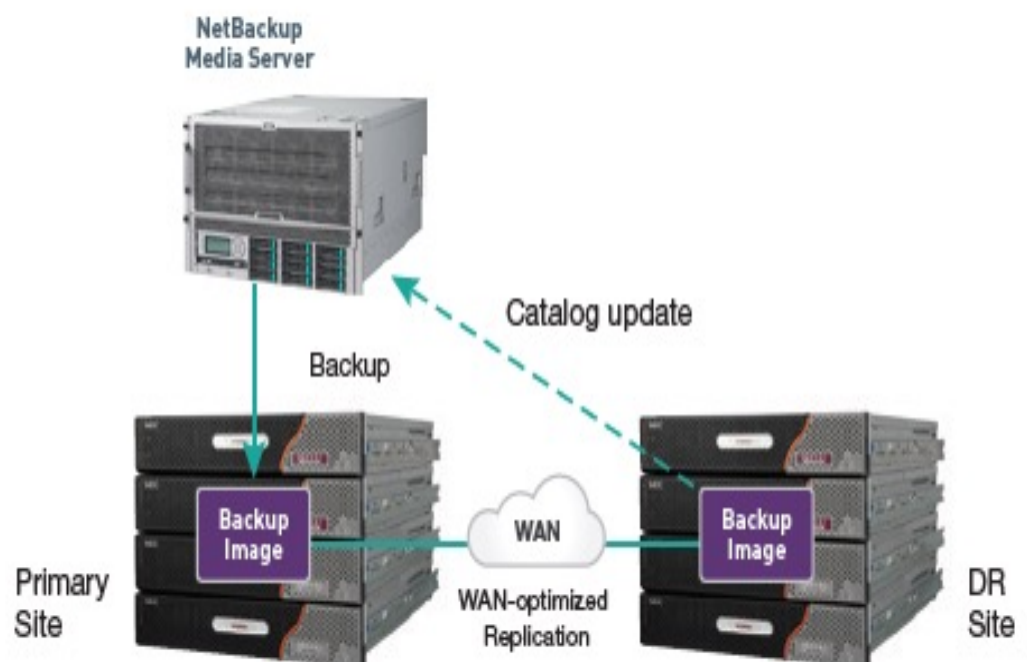 NetBackup
Media Server
Catalog update
Backup
Backup
Image
WAN
Backup
Image
Primary
Site
WAN-optimized
Replication
DR
Site